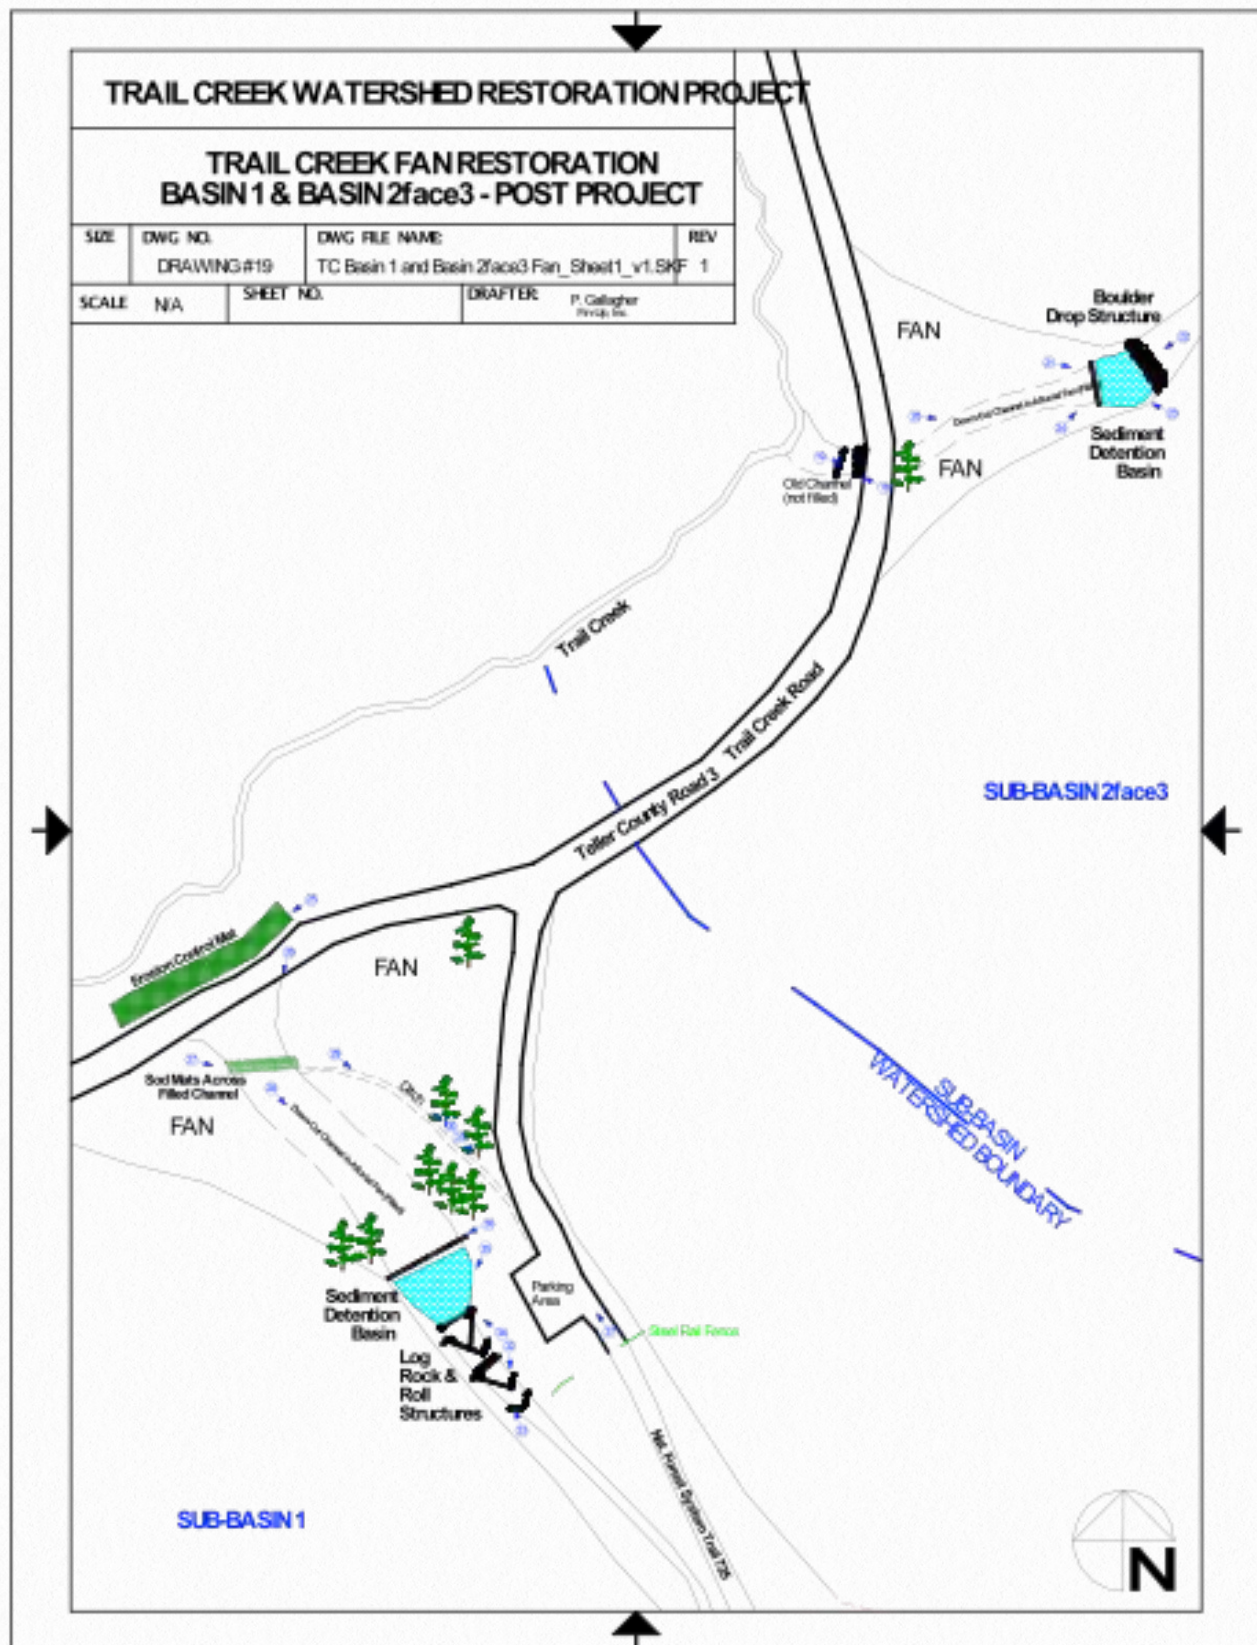 TRAIL CREEK WATERSHED RESTORATION PROJECT
TRAIL CREEK FAN RESTORATION
BASIN 1 & BASIN 2face3 - POST PROJECT
SIZE
DWG NO.
DRAWING #19
DWG FILE NAME:
TC Basin 1 and Basin 2face3 Fan_Sheet1_v1.SKF
REV
1
SCALE N/A
SHEET NO.
DRAFTER:
P. Gallagher
Boulder
Drop Structure
FAN
Sediment
Detention
Basin
FAN
Old Channel
(not filled)
Trail Creek
Teller County Road 3 Trail Creek Road
SUB-BASIN 2face3
Erosion Control Mat
FAN
Sod Mats Across
Filled Channel
Ditch
FAN
SUB-BASIN
WATERSHED BOUNDARY
Sediment
Detention
Basin
Parking
Area
Steel Rail Fence
Log
Rock &
Roll
Structures
Nat. Forest System Trail 735
SUB-BASIN 1
N